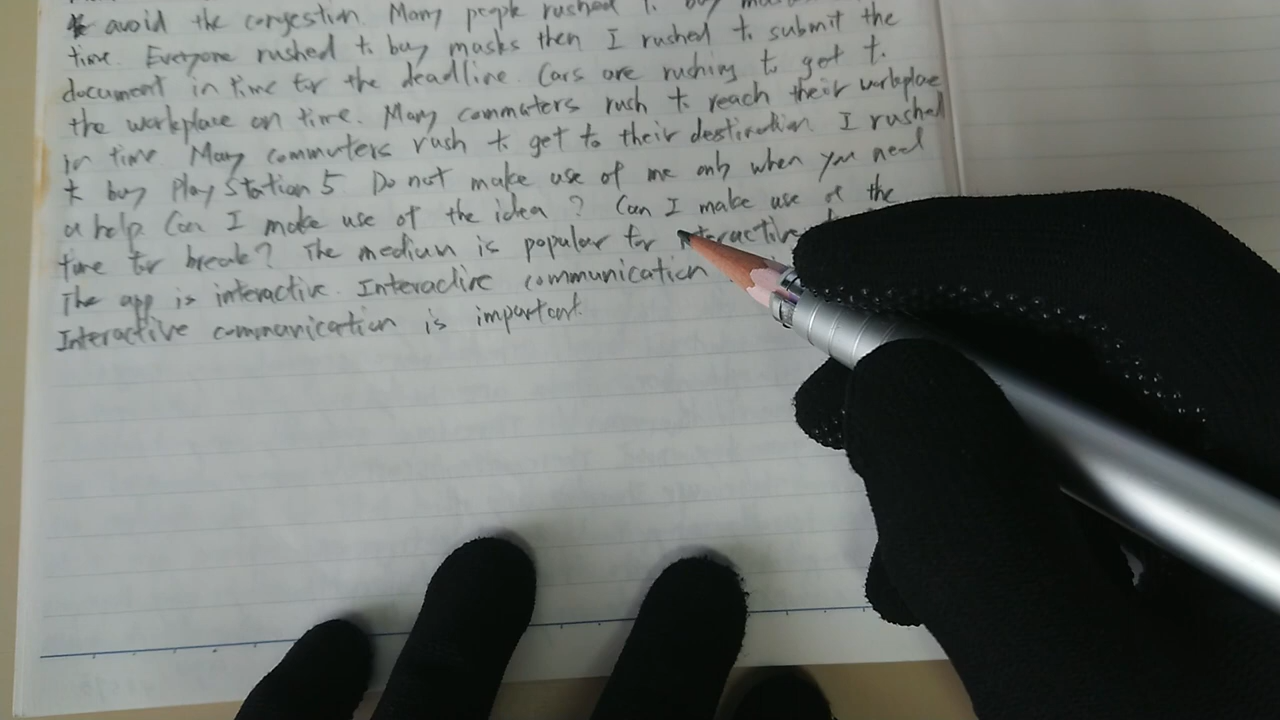 avoid the congestion. Many people rushed to buy
time. Everyone rushed to buy masks then I rushed to submit the
document in time for the deadline. Cars are rushing to get t.
the workplace on time. Many commuters rush to reach their workplace
in time Many commuters rush to get to their destination I rushed
to buy Play Station 5 Do not make use of me only when you need
a help Can I make use of the idea? Can I make use of the
time for break? The medium is popular for interactive
The app is interactive. Interactive communication
Interactive communication is important.